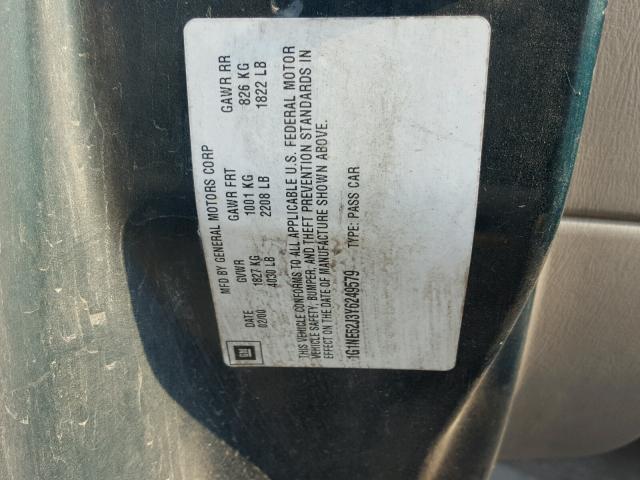 MFD BY GENERAL MOTORS CORP
DATE GVWR GAWR FRT GAWR RR
02/00 1827 KG 1001 KG 826 KG
4030 LB 2208 LB 1822 LB
THIS VEHICLE CONFORMS TO ALL APPLICABLE U.S. FEDERAL MOTOR
VEHICLE SAFETY, BUMPER, AND THEFT PREVENTION STANDARDS IN
EFFECT ON THE DATE OF MANUFACTURE SHOWN ABOVE.
1G1NE52J3Y6249579 TYPE: PASS CAR
GM